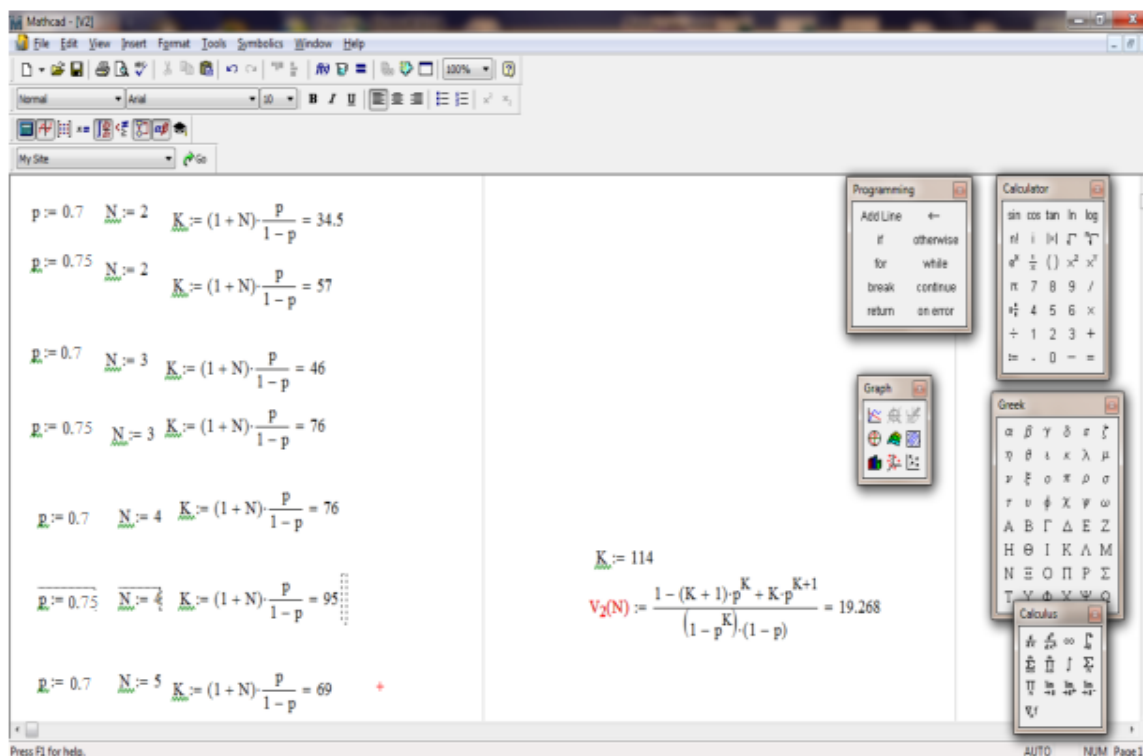 Mathcad - [V2]
File Edit View Insert Format Tools Symbolics Window Help
100%
Normal Arial 10 B I U
My Site Go
p := 0.7 N := 2 K := (1 + N)·p/(1 − p) = 34.5
p := 0.75 N := 2 K := (1 + N)·p/(1 − p) = 57
p := 0.7 N := 3 K := (1 + N)·p/(1 − p) = 46
p := 0.75 N := 3 K := (1 + N)·p/(1 − p) = 76
p := 0.7 N := 4 K := (1 + N)·p/(1 − p) = 76
p := 0.75 N := 4 K := (1 + N)·p/(1 − p) = 95
p := 0.7 N := 5 K := (1 + N)·p/(1 − p) = 69
K := 114
V₂(N) := (1 − (K + 1)·p^K + K·p^(K+1))/((1 − p^K)·(1 − p)) = 19.268
Programming
Add Line ←
if otherwise
for while
break continue
return on error
Graph
Calculator
sin cos tan ln log
n! i |×| √
e^x 1/x ( ) x² x^y
π 7 8 9 /
4 5 6 ×
÷ 1 2 3 +
:= . 0 − =
Greek
α β γ δ ε ζ
η θ ι κ λ μ
ν ξ ο π ρ σ
τ υ ϕ χ ψ ω
Α Β Γ Δ Ε Ζ
Η Θ Ι Κ Λ Μ
Ν Ξ Ο Π Ρ Σ
Τ Υ Φ Χ Ψ Ω
Calculus
Press F1 for help.
AUTO NUM Page 1